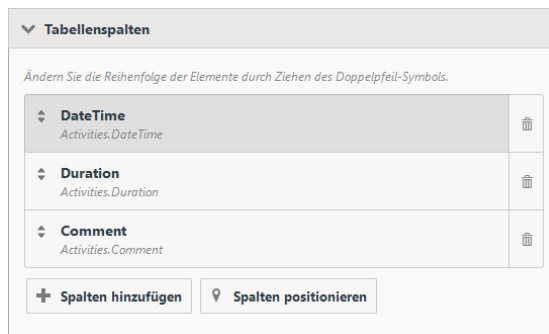 Tabellenspalten
Ändern Sie die Reihenfolge der Elemente durch Ziehen des Doppelpfeil-Symbols.
DateTime
Activities.DateTime
Duration
Activities.Duration
Comment
Activities.Comment
Spalten hinzufügen Spalten positionieren